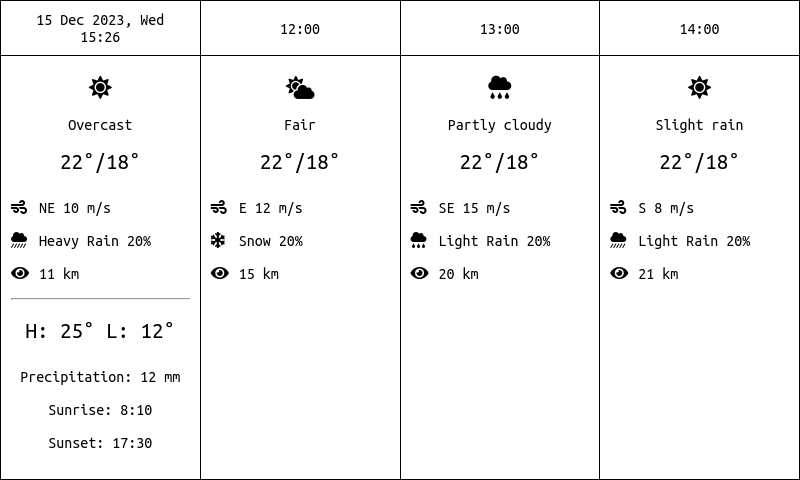 15 Dec 2023, Wed
15:26
Overcast
22°/18°
NE 10 m/s
Heavy Rain 20%
11 km
H: 25° L: 12°
Precipitation: 12 mm
Sunrise: 8:10
Sunset: 17:30
12:00
Fair
22°/18°
E 12 m/s
Snow 20%
15 km
13:00
Partly cloudy
22°/18°
SE 15 m/s
Light Rain 20%
20 km
14:00
Slight rain
22°/18°
S 8 m/s
Light Rain 20%
21 km